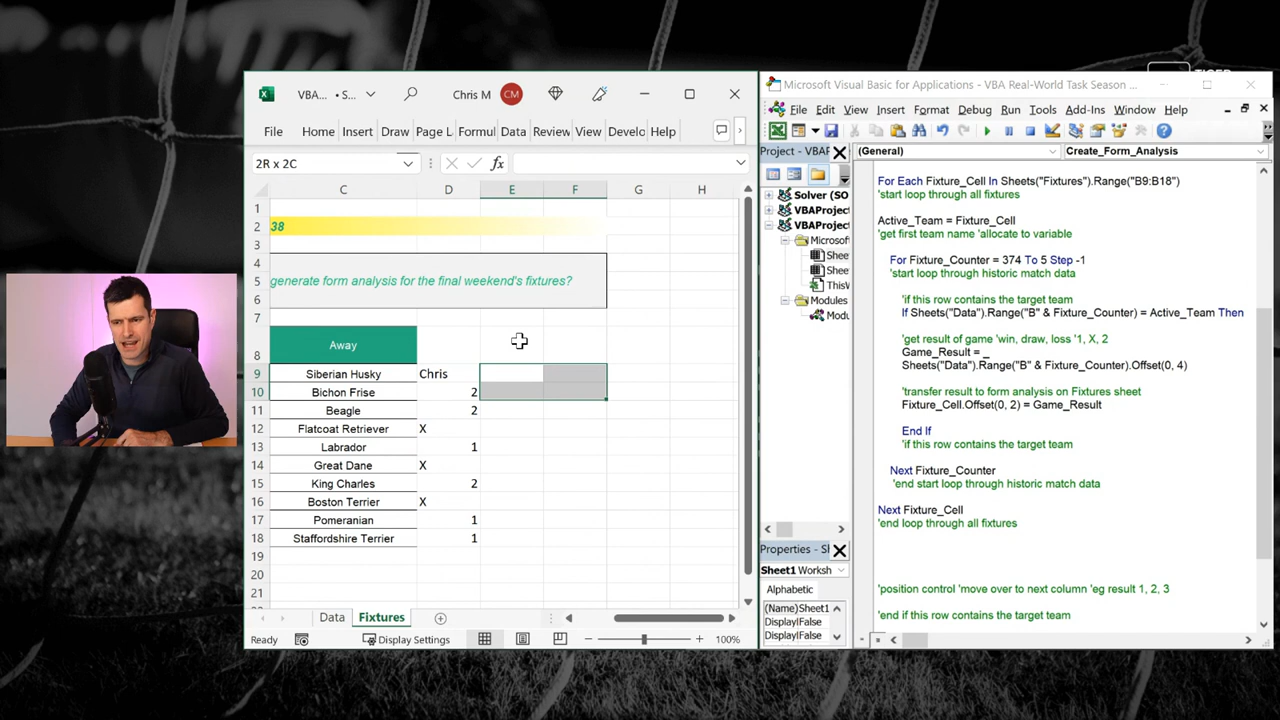 VBA... • S...
Chris M
CM
File Home Insert Draw Page L Formul Data Review View Develo Help
2R x 2C
fx
C D E F G H
1
2 38
3
4
5 generate form analysis for the final weekend's fixtures?
6
7
8 Away
9 Siberian Husky Chris
10 Bichon Frise 2
11 Beagle 2
12 Flatcoat Retriever X
13 Labrador 1
14 Great Dane X
15 King Charles 2
16 Boston Terrier X
17 Pomeranian 1
18 Staffordshire Terrier 1
19
20
21
Data Fixtures
Ready Display Settings 100%
Microsoft Visual Basic for Applications - VBA Real-World Task Season ...
File Edit View Insert Format Debug Run Tools Add-Ins Window Help
Project - VBAF
(General) Create_Form_Analysis
Solver (SO
VBAProject
VBAProject
Microsoft
Shee
Shee
ThisV
Modules
Modu
Properties - Sh
Sheet1 Worksh
Alphabetic
(Name) Sheet1
DisplayI False
DisplayI False
For Each Fixture_Cell In Sheets("Fixtures").Range("B9:B18")
'start loop through all fixtures
Active_Team = Fixture_Cell
'get first team name 'allocate to variable
For Fixture_Counter = 374 To 5 Step -1
'start loop through historic match data
'if this row contains the target team
If Sheets("Data").Range("B" & Fixture_Counter) = Active_Team Then
'get result of game 'win, draw, loss '1, X, 2
Game_Result = _
Sheets("Data").Range("B" & Fixture_Counter).Offset(0, 4)
'transfer result to form analysis on Fixtures sheet
Fixture_Cell.Offset(0, 2) = Game_Result
End If
'if this row contains the target team
Next Fixture_Counter
'end start loop through historic match data
Next Fixture_Cell
'end loop through all fixtures
'position control 'move over to next column 'eg result 1, 2, 3
'end if this row contains the target team